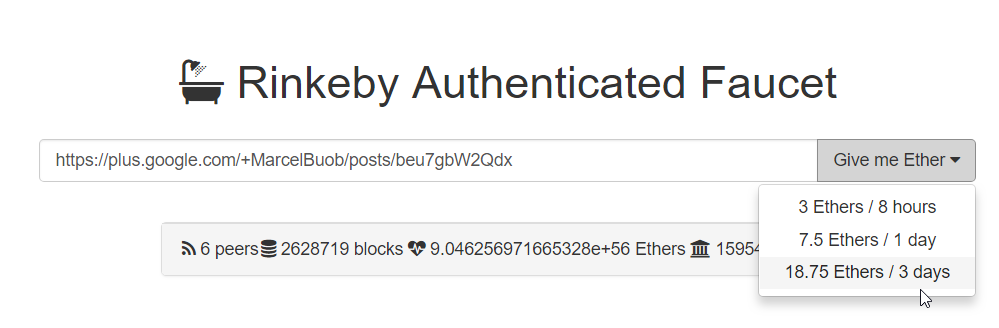 Rinkeby Authenticated Faucet
https://plus.google.com/+MarcelBuob/posts/beu7gbW2Qdx
Give me Ether
3 Ethers / 8 hours
7.5 Ethers / 1 day
18.75 Ethers / 3 days
6 peers 2628719 blocks 9.046256971665328e+56 Ethers 15954